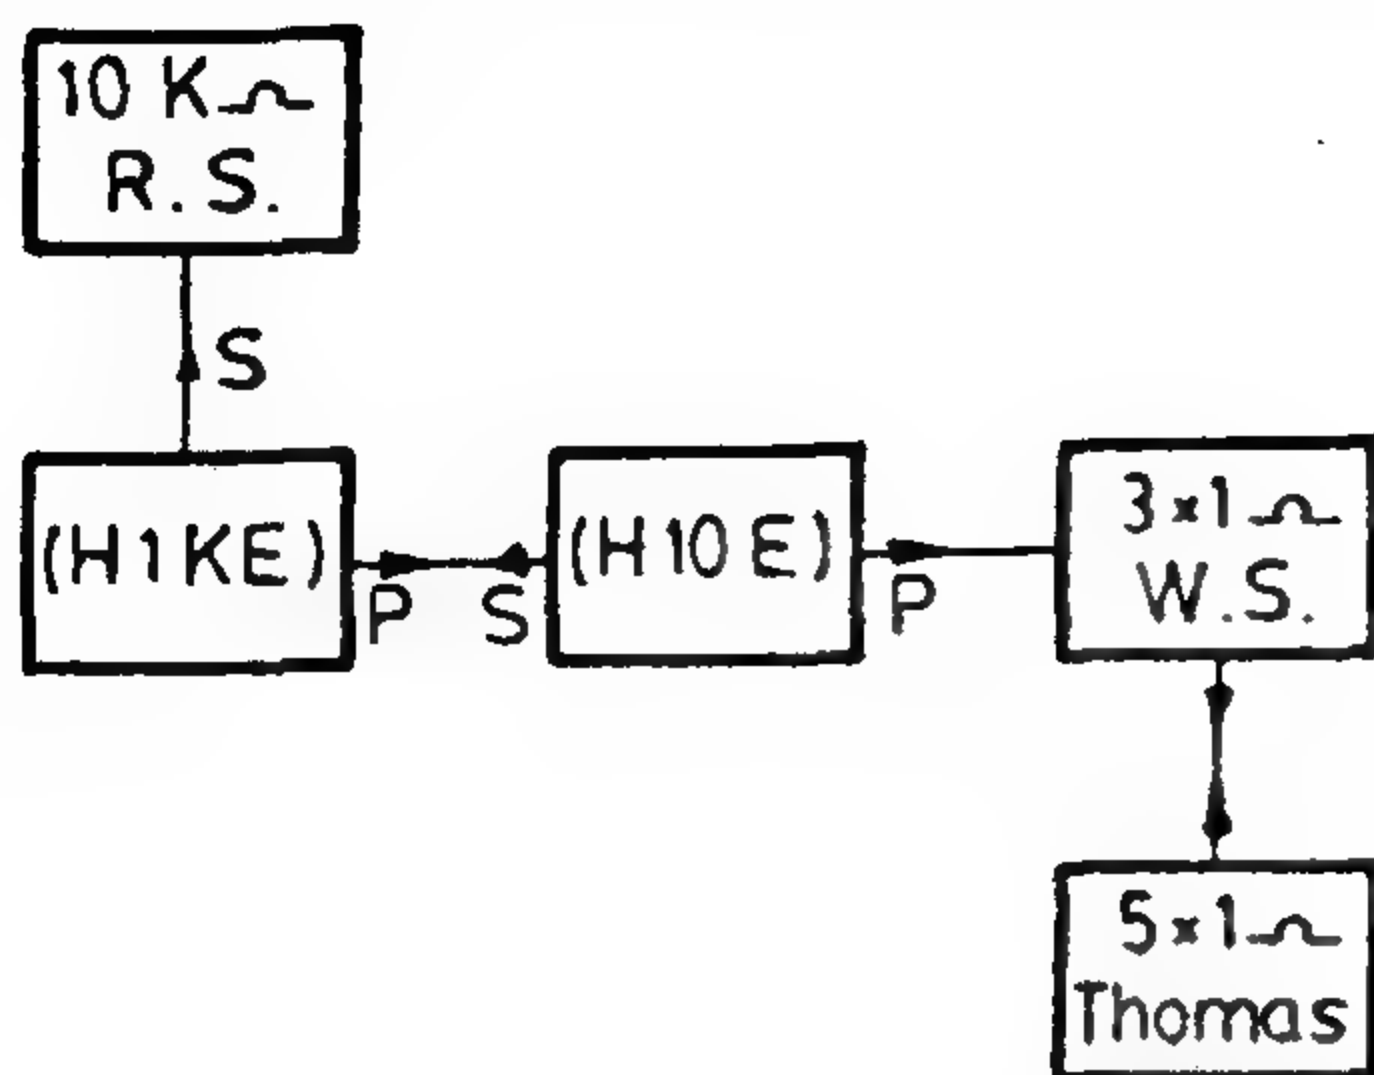 10 KΩ
R.S.
S
(H1KE)
P
S
(H10E)
P
3×1Ω
W.S.
5×1Ω
Thomas